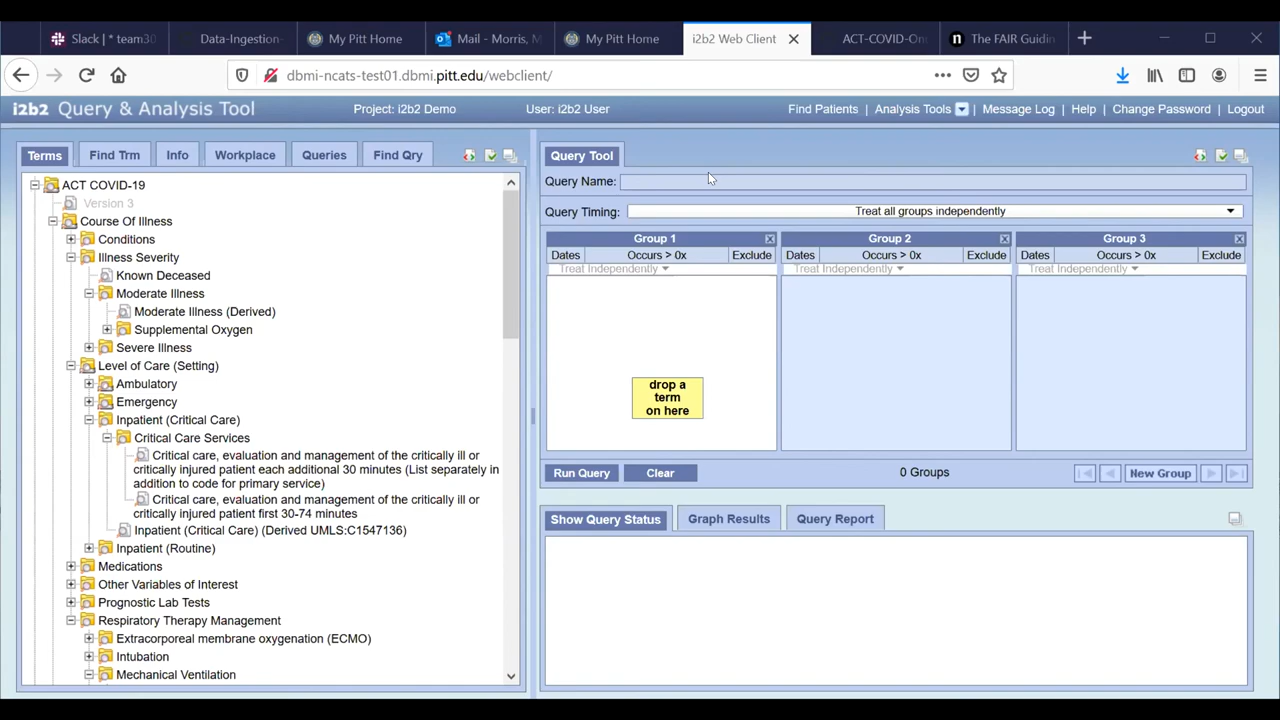 Slack | * team30
Data-Ingestion-
My Pitt Home
Mail - Morris, M
My Pitt Home
i2b2 Web Client
ACT-COVID-On
The FAIR Guidin
dbmi-ncats-test01.dbmi.pitt.edu/webclient/
i2b2 Query & Analysis Tool
Project: i2b2 Demo
User: i2b2 User
Find Patients | Analysis Tools | Message Log | Help | Change Password | Logout
Terms
Find Trm
Info
Workplace
Queries
Find Qry
ACT COVID-19
Version 3
Course Of Illness
Conditions
Illness Severity
Known Deceased
Moderate Illness
Moderate Illness (Derived)
Supplemental Oxygen
Severe Illness
Level of Care (Setting)
Ambulatory
Emergency
Inpatient (Critical Care)
Critical Care Services
Critical care, evaluation and management of the critically ill or
critically injured patient each additional 30 minutes (List separately in
addition to code for primary service)
Critical care, evaluation and management of the critically ill or
critically injured patient first 30-74 minutes
Inpatient (Critical Care) (Derived UMLS:C1547136)
Inpatient (Routine)
Medications
Other Variables of Interest
Prognostic Lab Tests
Respiratory Therapy Management
Extracorporeal membrane oxygenation (ECMO)
Intubation
Mechanical Ventilation
Query Tool
Query Name:
Query Timing:
Treat all groups independently
Group 1
Dates
Occurs > 0x
Exclude
Treat Independently
drop a
term
on here
Group 2
Dates
Occurs > 0x
Exclude
Treat Independently
Group 3
Dates
Occurs > 0x
Exclude
Treat Independently
Run Query
Clear
0 Groups
New Group
Show Query Status
Graph Results
Query Report